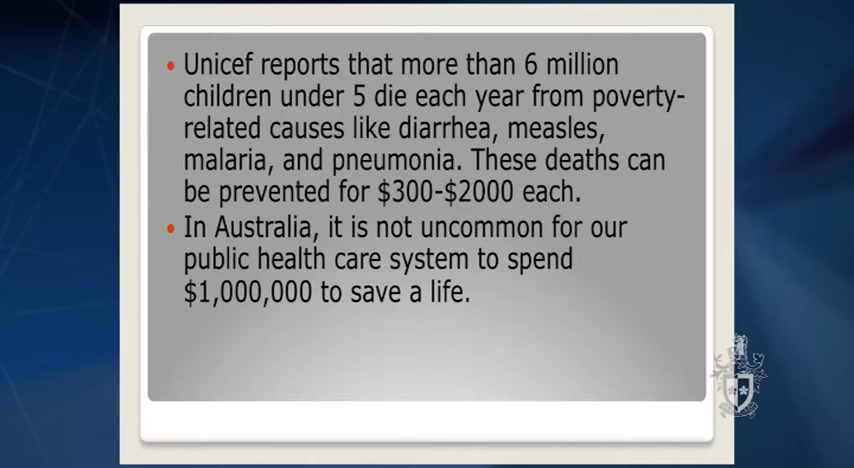 • Unicef reports that more than 6 million
children under 5 die each year from poverty-
related causes like diarrhea, measles,
malaria, and pneumonia. These deaths can
be prevented for $300-$2000 each.
• In Australia, it is not uncommon for our
public health care system to spend
$1,000,000 to save a life.